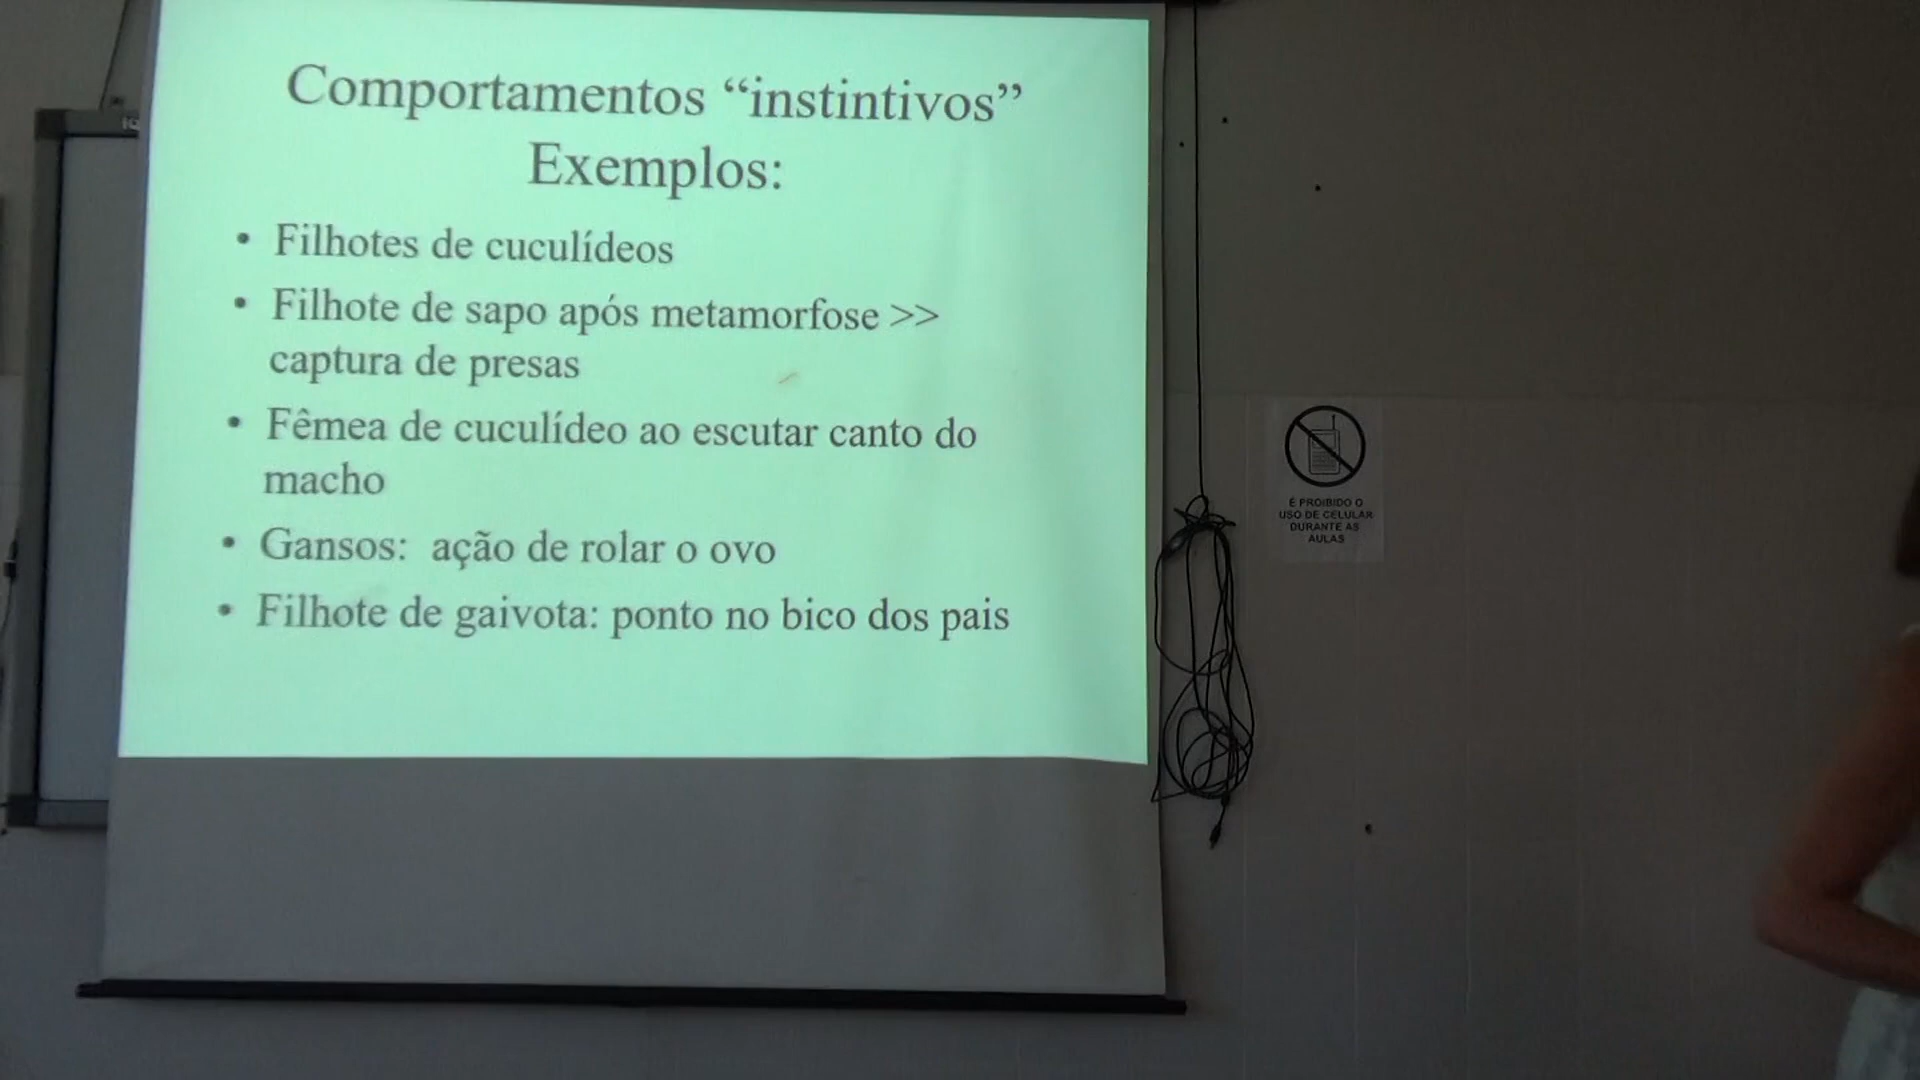 Comportamentos “instintivos”
Exemplos:
• Filhotes de cuculídeos
• Filhote de sapo após metamorfose >>
captura de presas
• Fêmea de cuculídeo ao escutar canto do
macho
• Gansos: ação de rolar o ovo
• Filhote de gaivota: ponto no bico dos pais
É PROIBIDO O
USO DE CELULAR
DURANTE AS
AULAS